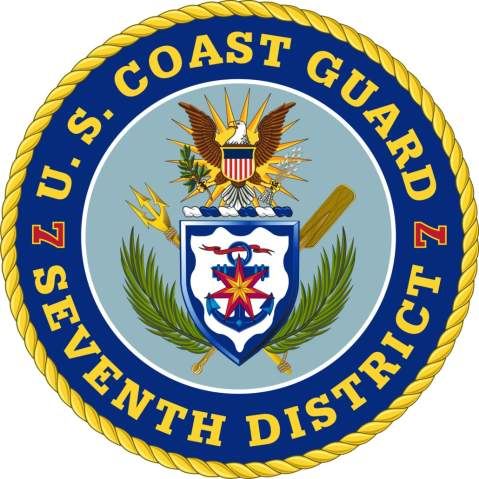 U. S. COAST GUARD
7 SEVENTH DISTRICT 7